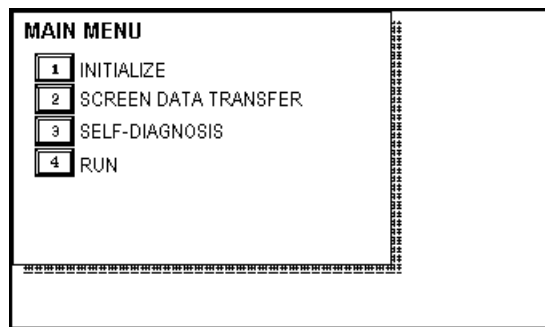 MAIN MENU
1 INITIALIZE
2 SCREEN DATA TRANSFER
3 SELF-DIAGNOSIS
4 RUN